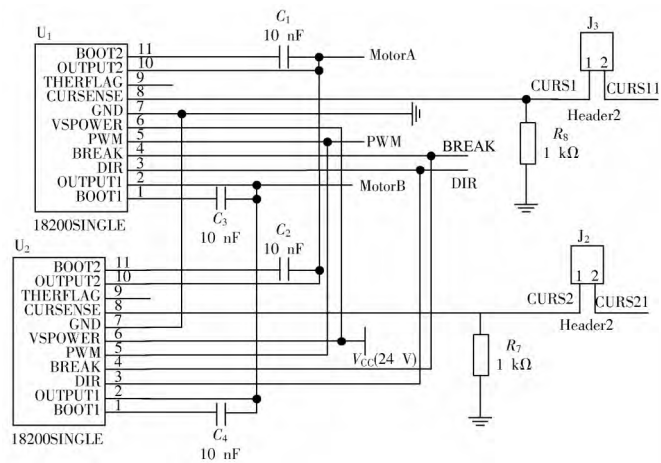 U1
BOOT2 11
OUTPUT2 10
THERFLAG 9
CURSENSE 8
GND 7
VSPOWER 6
PWM 5
BREAK 4
DIR 3
OUTPUT1 2
BOOT1 1
18200SINGLE
C1
10 nF
MotorA
PWM
BREAK
DIR
MotorB
C3
10 nF
CURS1
J3
1 2
CURS11
Header2
R8
1 kΩ
U2
BOOT2 11
OUTPUT2 10
THERFLAG 9
CURSENSE 8
GND 7
VSPOWER 6
PWM 5
BREAK 4
DIR 3
OUTPUT1 2
BOOT1 1
18200SINGLE
C2
10 nF
VCC(24 V)
C4
10 nF
CURS2
J2
1 2
CURS21
Header2
R7
1 kΩ